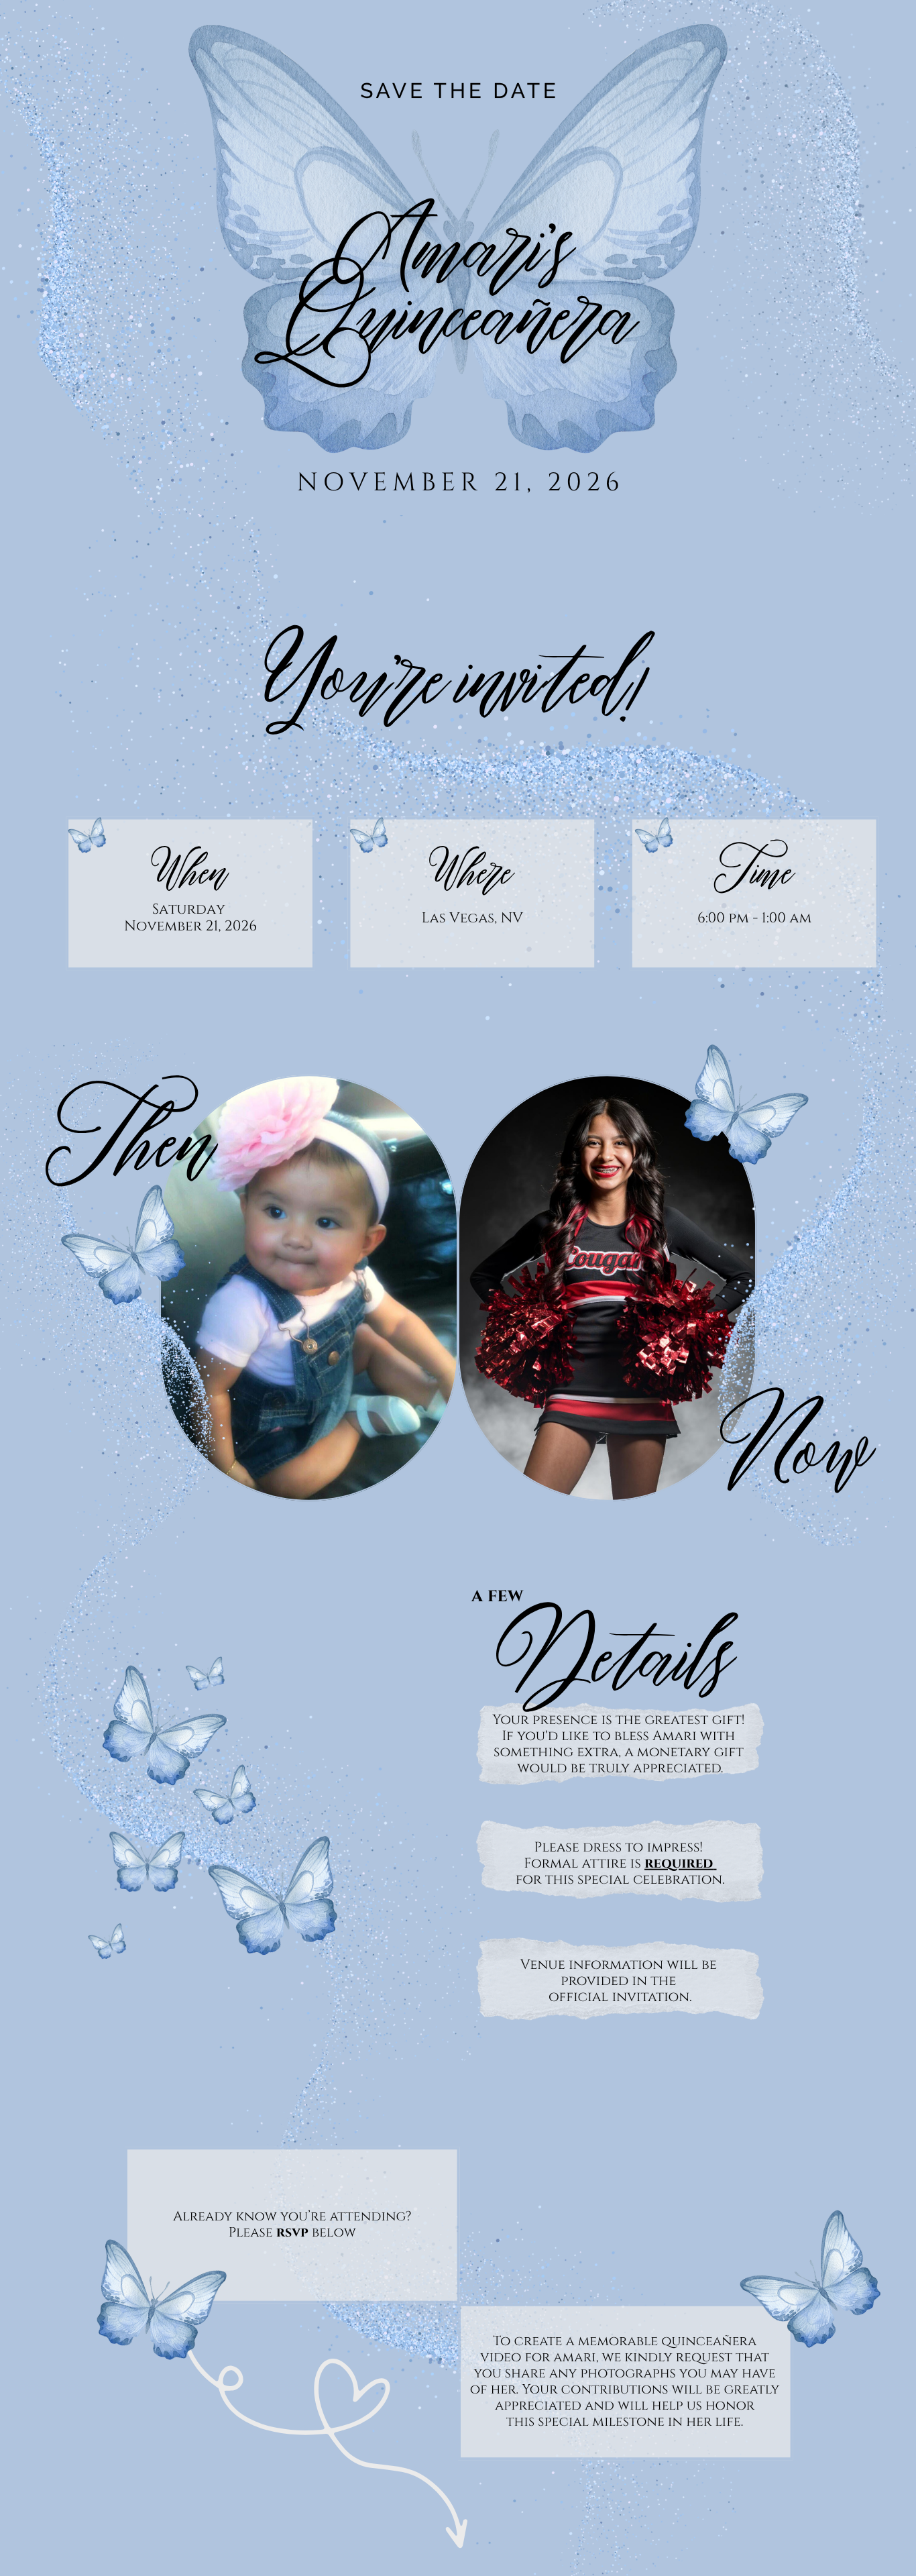 SAVE THE DATE
Amari's
Quinceañera
NOVEMBER 21, 2026
You're invited!
When
Saturday
November 21, 2026
Where
Las Vegas, NV
Time
6:00 pm - 1:00 am
Then
Cougar
Now
A FEW
Details
Your presence is the greatest gift!
If you'd like to bless Amari with
something extra, a monetary gift
would be truly appreciated.
Please dress to impress!
Formal attire is required
for this special celebration.
Venue information will be
provided in the
official invitation.
Already know you're attending?
Please RSVP below
To create a memorable quinceañera
video for Amari, we kindly request that
you share any photographs you may have
of her. Your contributions will be greatly
appreciated and will help us honor
this special milestone in her life.